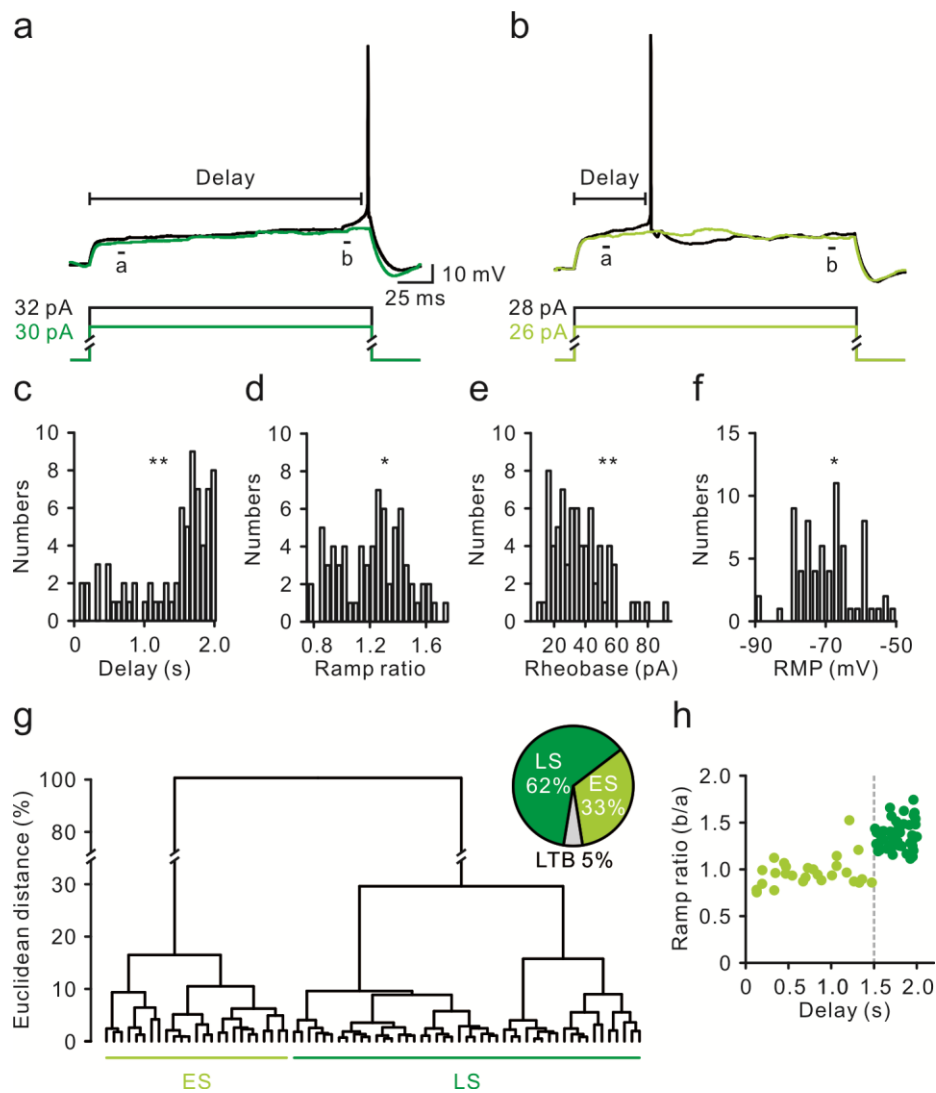 a
Delay
a
b
10 mV
25 ms
32 pA
30 pA
b
Delay
a
b
28 pA
26 pA
c
Numbers
10
8
6
4
2
0
**
0
1.0
2.0
Delay (s)
d
Numbers
10
8
6
4
2
0
*
0.8
1.2
1.6
Ramp ratio
e
Numbers
10
8
6
4
2
0
**
0
30
60
90
Rheobase (pA)
f
Numbers
15
10
5
0
*
-90
-70
-50
RMP (mV)
g
Euclidean distance (%)
100
80
30
20
10
0
ES
LS
LS
62%
ES
33%
LTB 5%
h
Ramp ratio (b/a)
2.0
1.5
1.0
0.5
0
0
0.5
1.0
1.5
2.0
Delay (s)